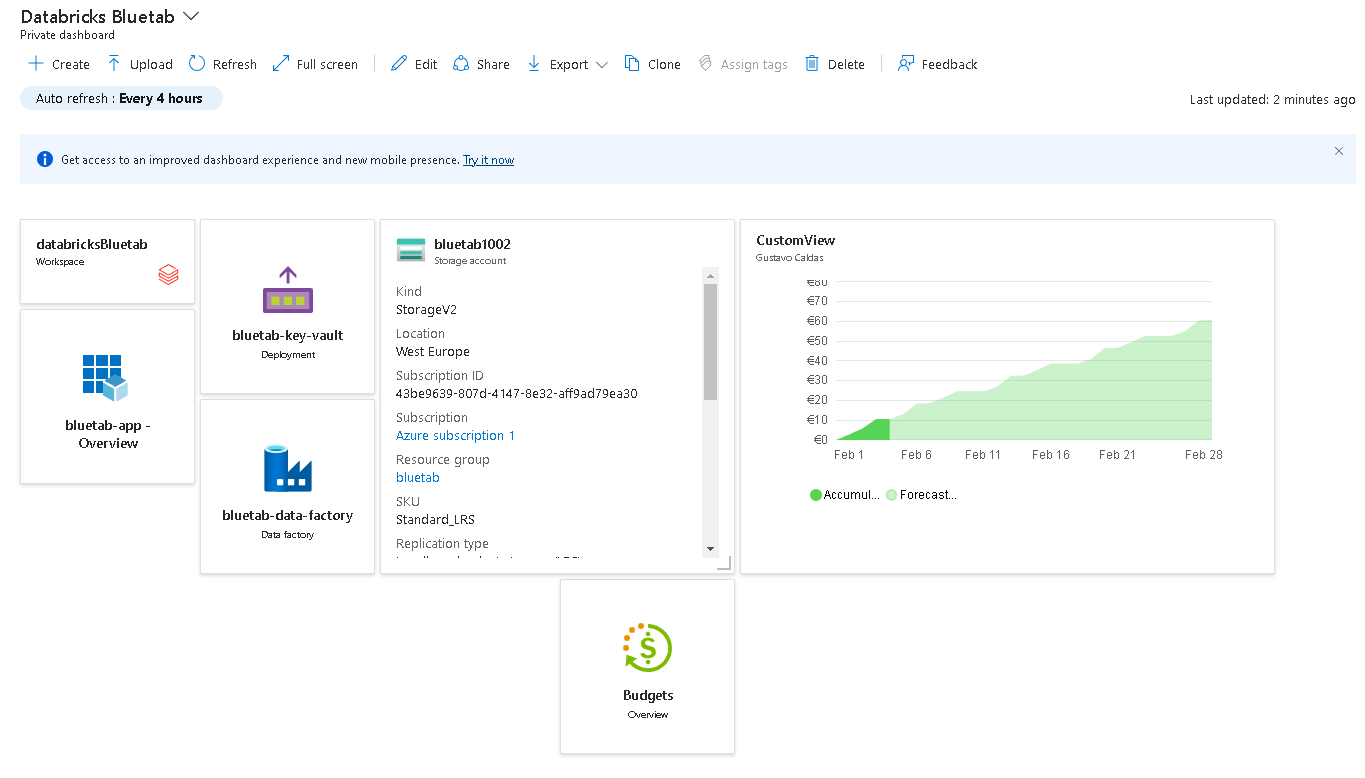 Databricks Bluetab
Private dashboard
Create Upload Refresh Full screen Edit Share Export Clone Assign tags Delete Feedback
Auto refresh : Every 4 hours
Last updated: 2 minutes ago
Get access to an improved dashboard experience and new mobile presence. Try it now
databricksBluetab
Workspace
bluetab-app -
Overview
bluetab-key-vault
Deployment
bluetab-data-factory
Data factory
bluetab1002
Storage account
Kind
StorageV2
Location
West Europe
Subscription ID
43be9639-807d-4147-8e32-aff9ad79ea30
Subscription
Azure subscription 1
Resource group
bluetab
SKU
Standard_LRS
Replication type
CustomView
Gustavo Caldas
€80
€70
€60
€50
€40
€30
€20
€10
€0
Feb 1 Feb 6 Feb 11 Feb 16 Feb 21 Feb 28
Accumul... Forecast...
Budgets
Overview